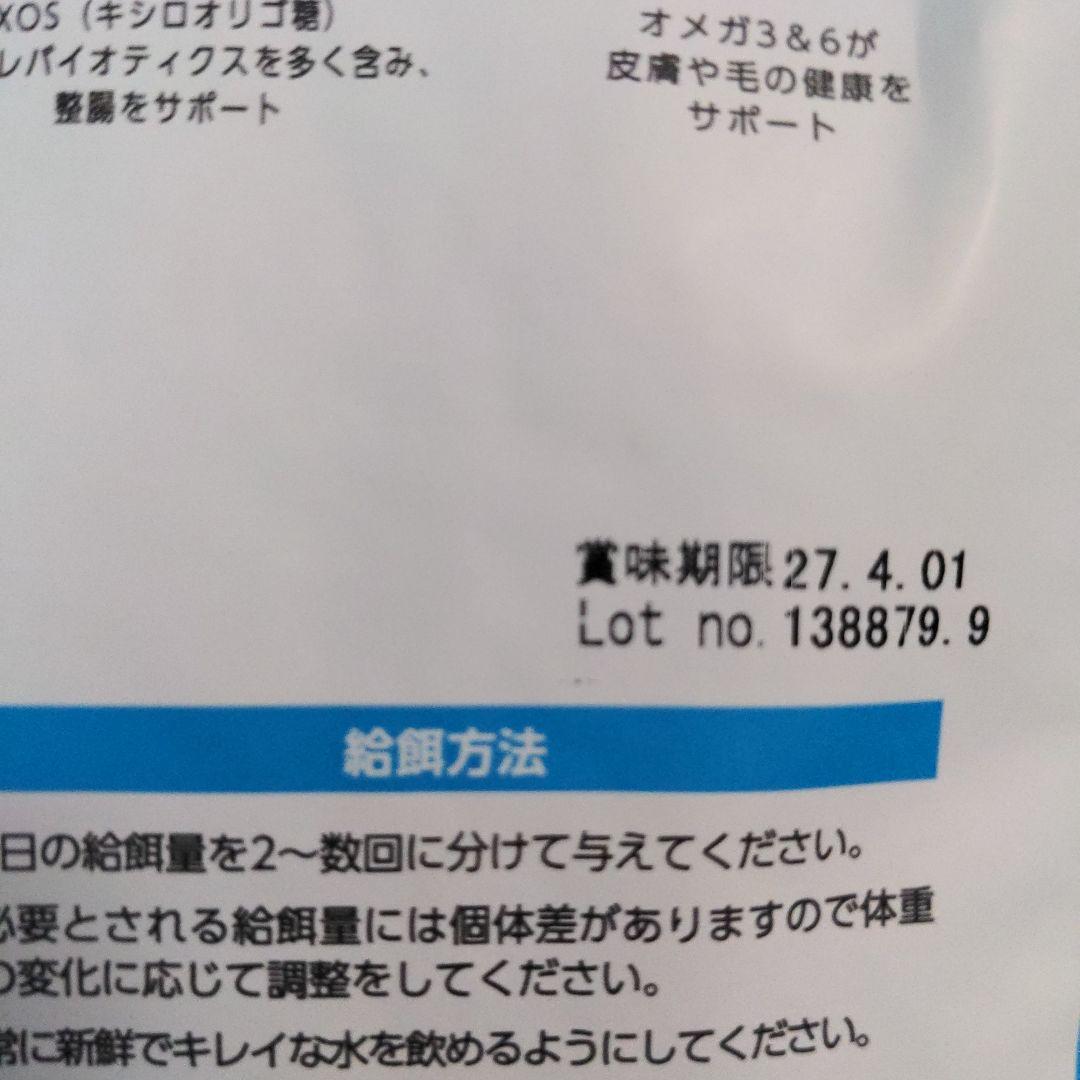 XOS（キシロオリゴ糖）
レバイオティクスを多く含み、
整腸をサポート
オメガ3＆6が
皮膚や毛の健康を
サポート
賞味期限 27.4.01
Lot no. 138879.9
給餌方法
日の給餌量を2～数回に分けて与えてください。
必要とされる給餌量には個体差がありますので体重
の変化に応じて調整をしてください。
常に新鮮でキレイな水を飲めるようにしてください。